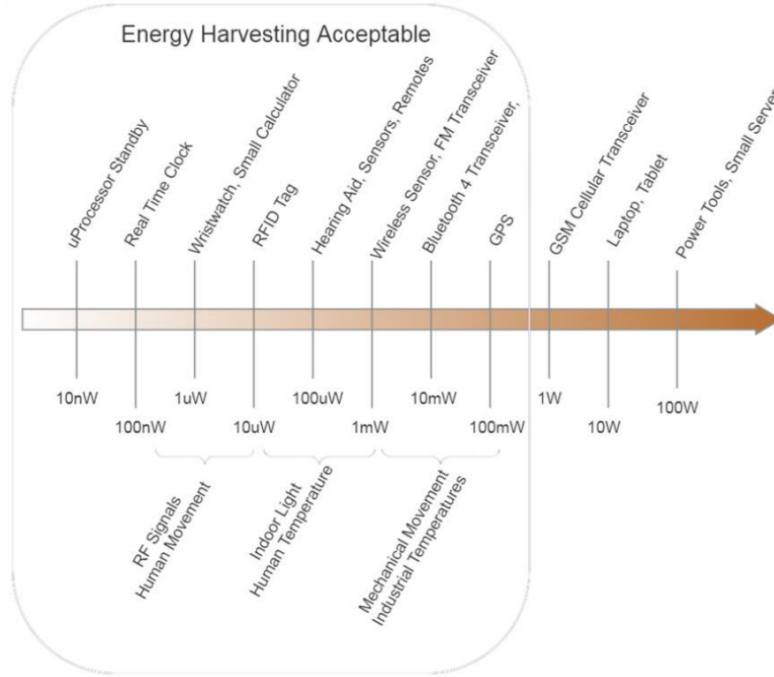 Energy Harvesting Acceptable
uProcessor Standby
Real Time Clock
Wristwatch, Small Calculator
RFID Tag
Hearing Aid, Sensors, Remotes
Wireless Sensor, FM Transceiver
Bluetooth 4 Transceiver,
GPS
GSM Cellular Transceiver
Laptop, Tablet
Power Tools, Small Server
10nW
100nW
1uW
10uW
100uW
1mW
10mW
100mW
1W
10W
100W
RF Signals
Human Movement
Indoor Light
Human Temperature
Mechanical Movement
Industrial Temperatures